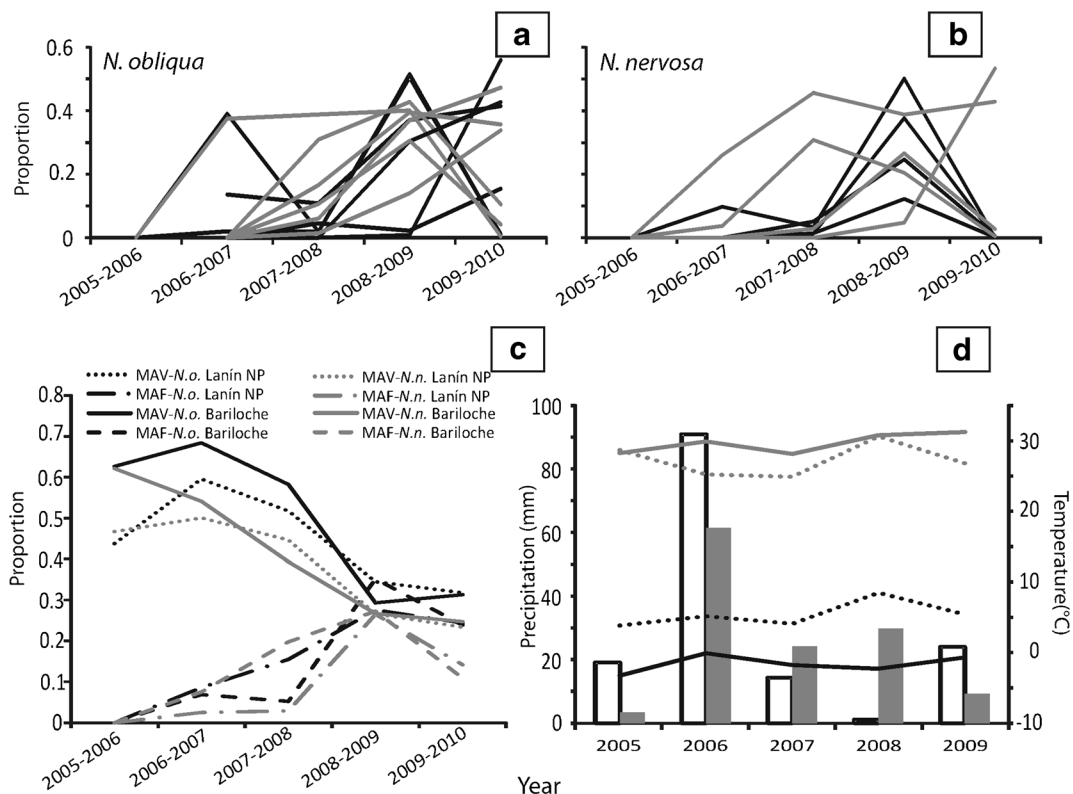 a
b
N. obliqua
N. nervosa
Proportion
0.6
0.4
0.2
0
2005-2006
2006-2007
2007-2008
2008-2009
2009-2010
2005-2006
2006-2007
2007-2008
2008-2009
2009-2010
c
d
MAV-N.o. Lanín NP
MAF-N.o. Lanín NP
MAV-N.o. Bariloche
MAF-N.o. Bariloche
MAV-N.n. Lanín NP
MAF-N.n. Lanín NP
MAV-N.n. Bariloche
MAF-N.n. Bariloche
Proportion
0.8
0.7
0.6
0.5
0.4
0.3
0.2
0.1
0
2005-2006
2006-2007
2007-2008
2008-2009
2009-2010
Precipitation (mm)
100
80
60
40
20
0
Temperature(°C)
30
20
10
0
-10
2005
2006
2007
2008
2009
Year